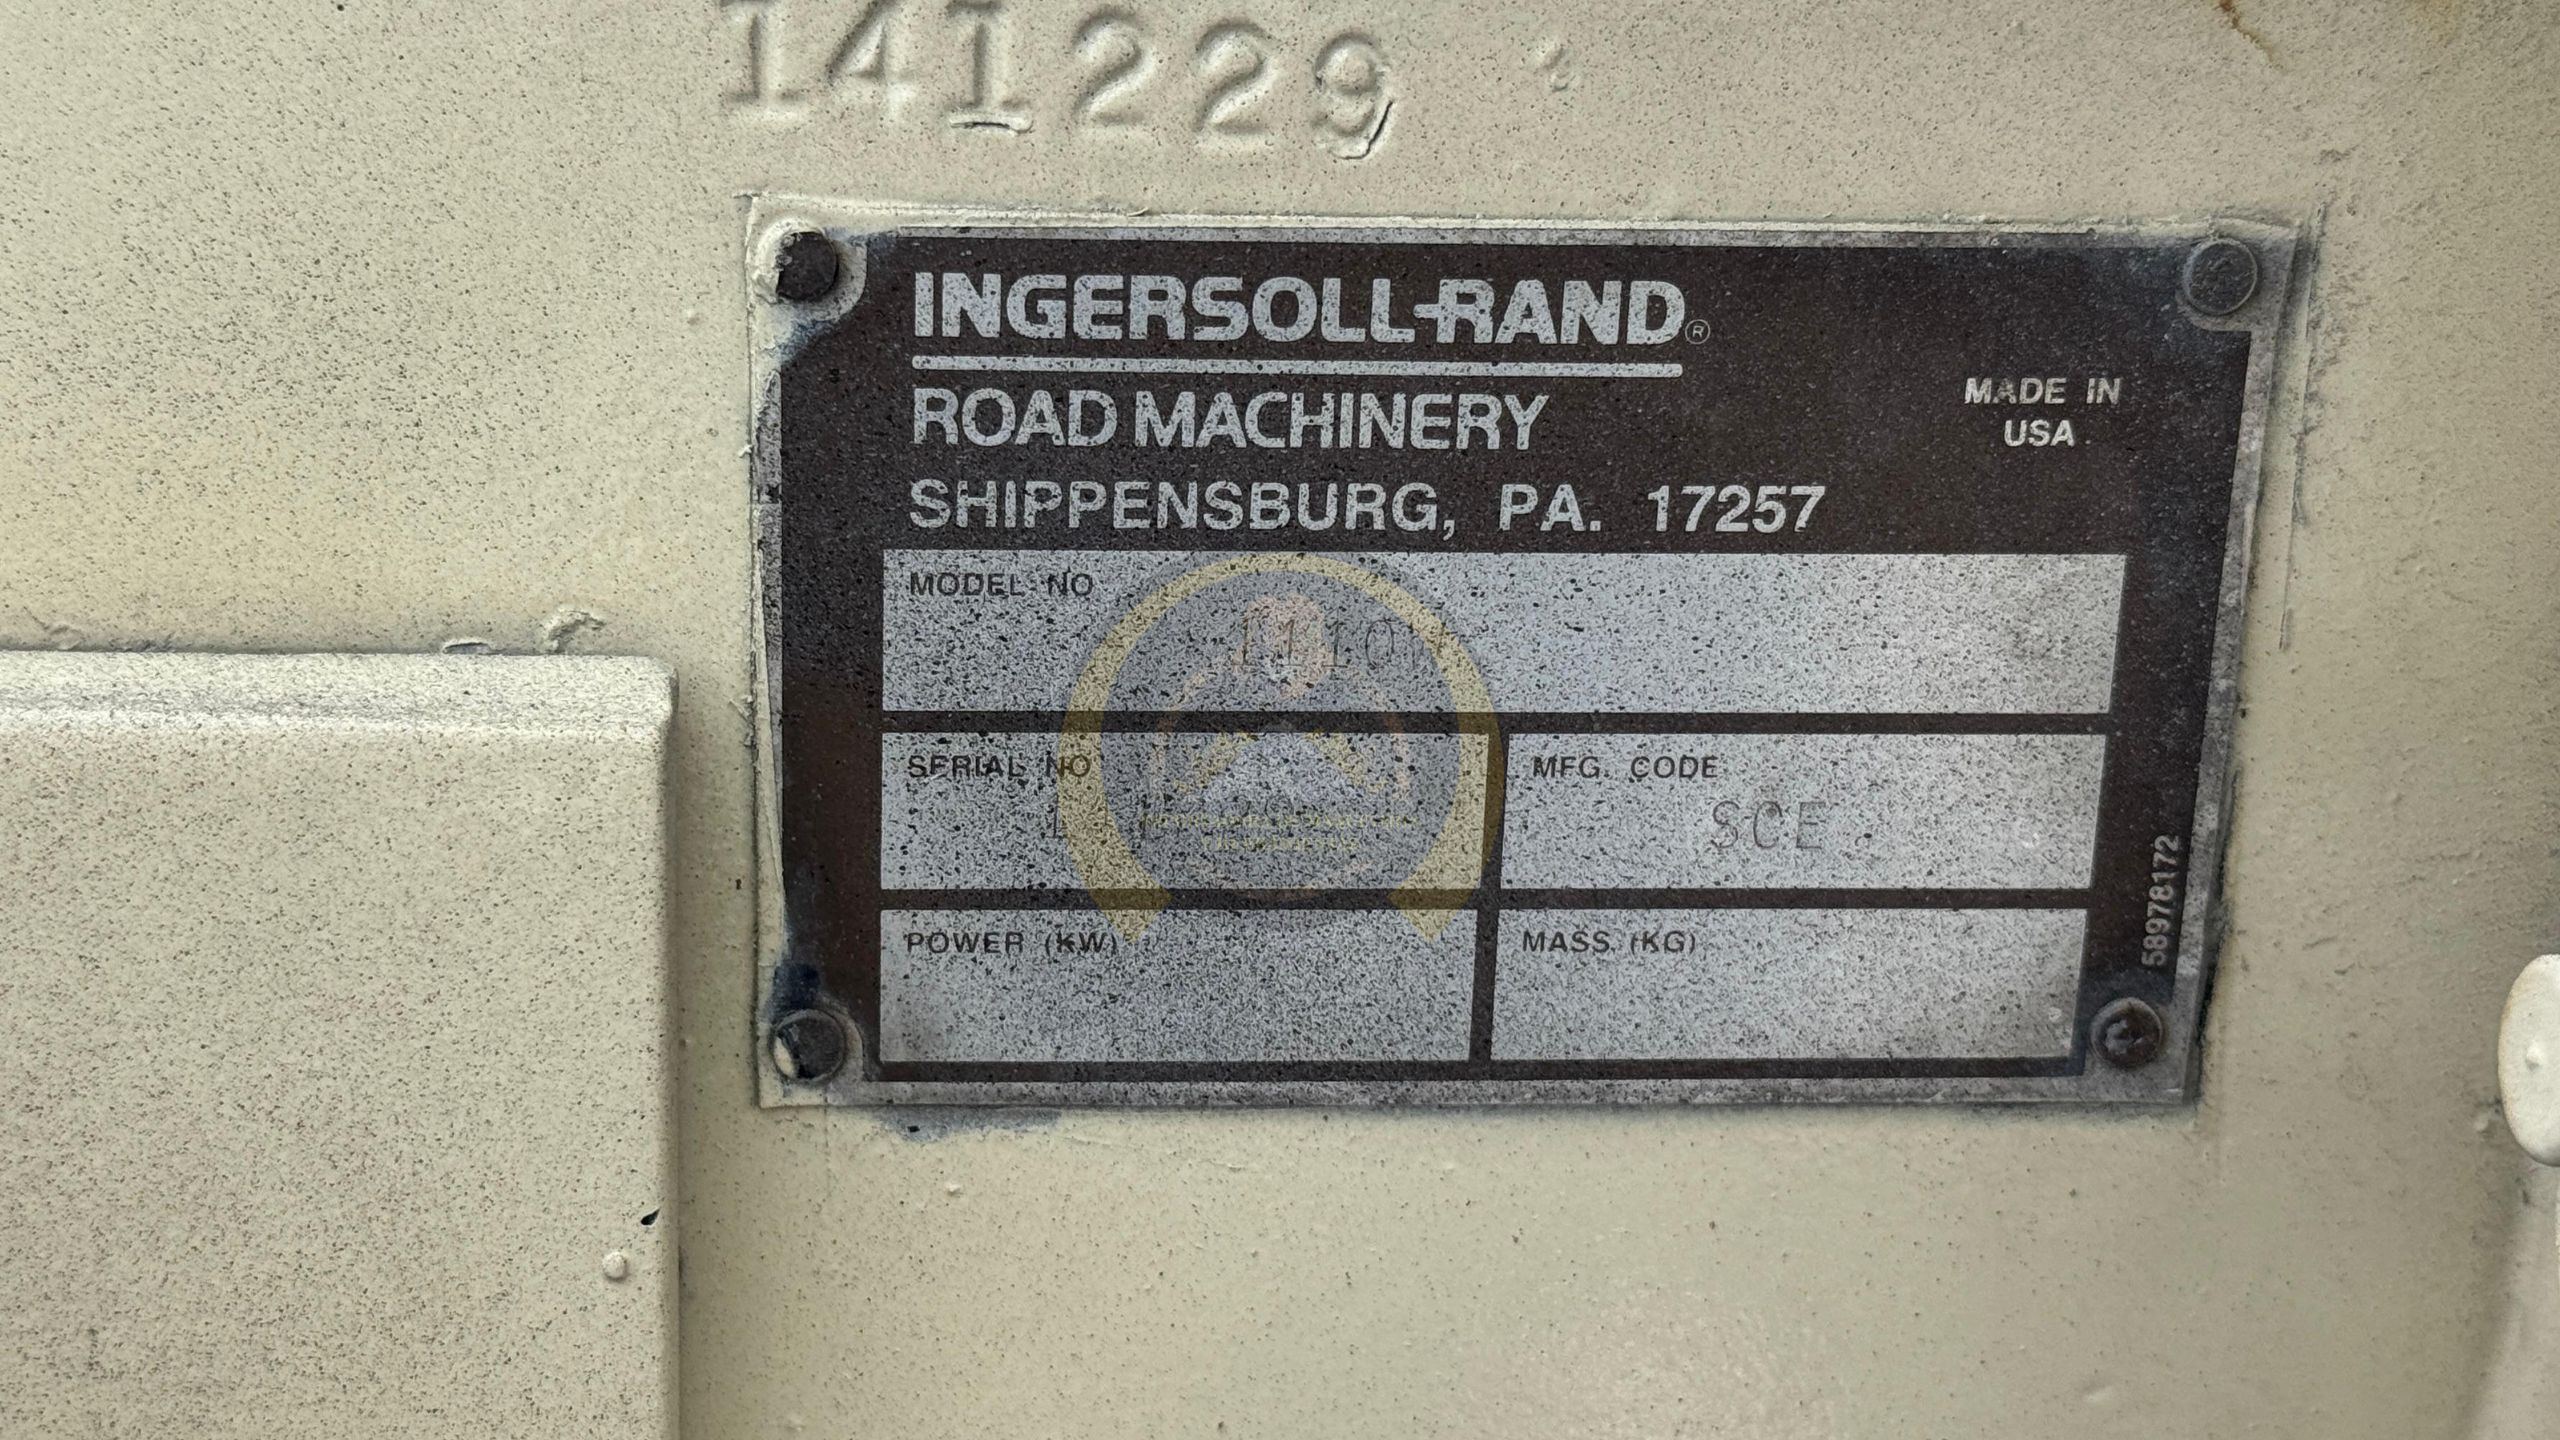 141229
INGERSOLL-RAND®
ROAD MACHINERY
MADE IN
USA
SHIPPENSBURG, PA. 17257
MODEL NO
SERIAL NO
MFG. CODE
SCE
POWER (KW)
MASS (KG)
58978172